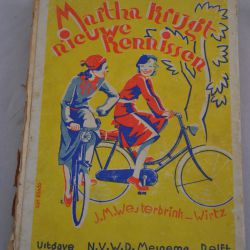 Martha krijgt
nieuwe
kennissen
J.M. Westerbrink-Wirtz
Uitgave N.V.W.D. Meinema Delft